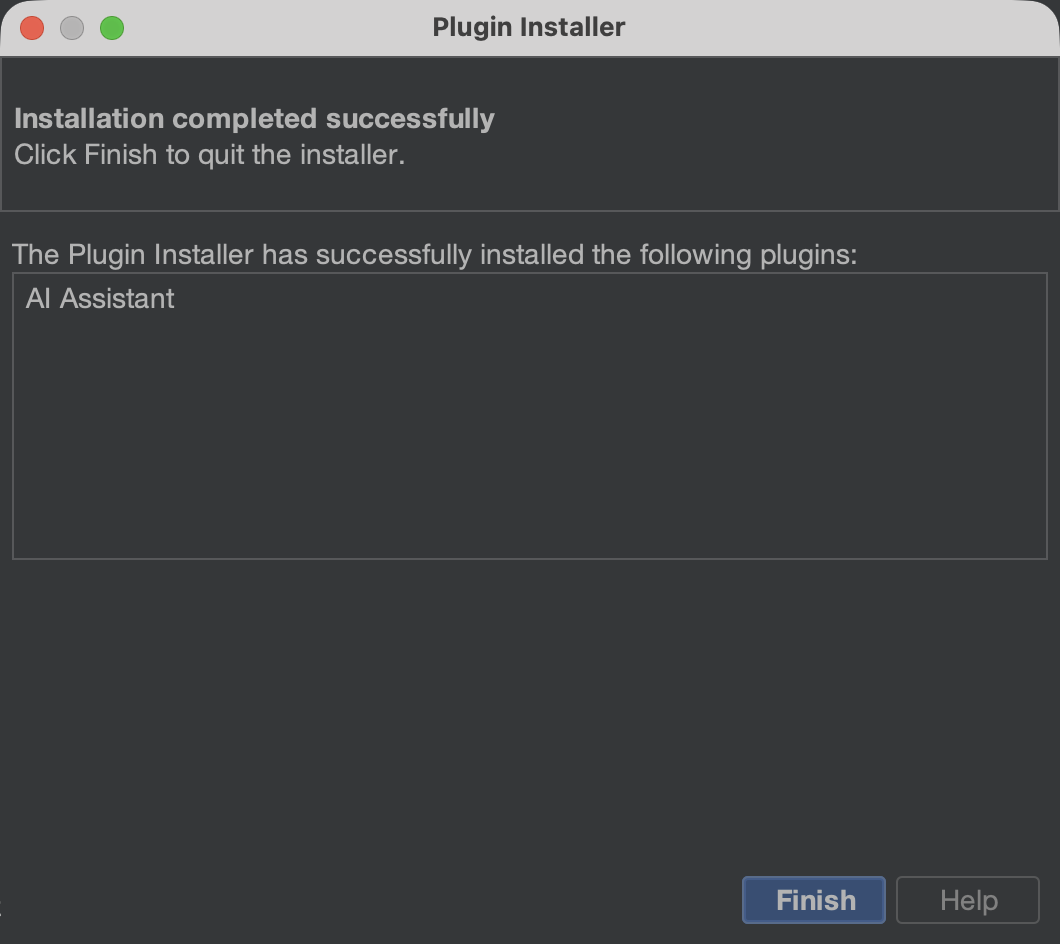 Plugin Installer
Installation completed successfully
Click Finish to quit the installer.
The Plugin Installer has successfully installed the following plugins:
AI Assistant
Finish
Help